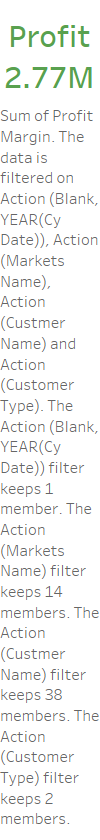 Profit
2.77M
Sum of Profit
Margin. The
data is
filtered on
Action (Blank,
YEAR(Cy
Date)), Action
(Markets
Name),
Action
(Custmer
Name) and
Action
(Customer
Type). The
Action (Blank,
YEAR(Cy
Date)) filter
keeps 1
member. The
Action
(Markets
Name) filter
keeps 14
members. The
Action
(Custmer
Name) filter
keeps 38
members. The
Action
(Customer
Type) filter
keeps 2
members.